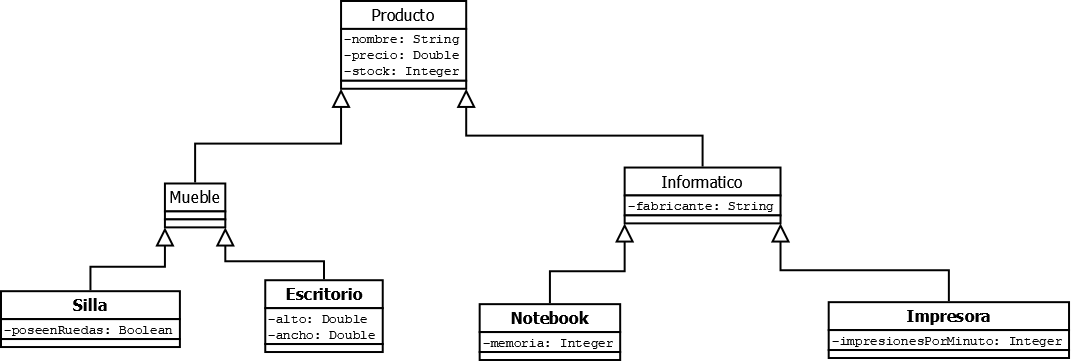 Producto
-nombre: String
-precio: Double
-stock: Integer
Mueble
Informatico
-fabricante: String
Silla
-poseenRuedas: Boolean
Escritorio
-alto: Double
-ancho: Double
Notebook
-memoria: Integer
Impresora
-impresionesPorMinuto: Integer